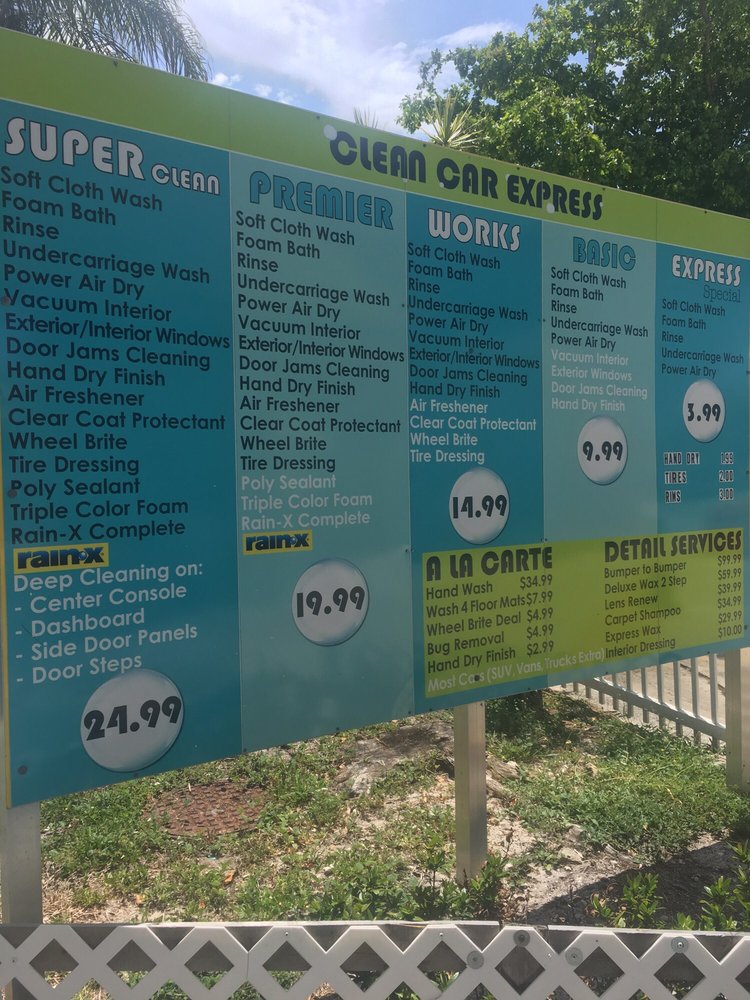 CLEAN CAR EXPRESS
SUPER CLEAN
Soft Cloth Wash
Foam Bath
Rinse
Undercarriage Wash
Power Air Dry
Vacuum Interior
Exterior/Interior Windows
Door Jams Cleaning
Hand Dry Finish
Air Freshener
Clear Coat Protectant
Wheel Brite
Tire Dressing
Poly Sealant
Triple Color Foam
Rain-X Complete
rain-x
Deep Cleaning on:
- Center Console
- Dashboard
- Side Door Panels
- Door Steps
24.99
PREMIER
Soft Cloth Wash
Foam Bath
Rinse
Undercarriage Wash
Power Air Dry
Vacuum Interior
Exterior/Interior Windows
Door Jams Cleaning
Hand Dry Finish
Air Freshener
Clear Coat Protectant
Wheel Brite
Tire Dressing
Poly Sealant
Triple Color Foam
Rain-X Complete
rain-x
19.99
WORKS
Soft Cloth Wash
Foam Bath
Rinse
Undercarriage Wash
Power Air Dry
Vacuum Interior
Exterior/Interior Windows
Door Jams Cleaning
Hand Dry Finish
Air Freshener
Clear Coat Protectant
Wheel Brite
Tire Dressing
14.99
BASIC
Soft Cloth Wash
Foam Bath
Rinse
Undercarriage Wash
Power Air Dry
Vacuum Interior
Exterior Windows
Door Jams Cleaning
Hand Dry Finish
9.99
EXPRESS
Special
Soft Cloth Wash
Foam Bath
Rinse
Undercarriage Wash
Power Air Dry
3.99
HAND DRY 1.99
TIRES 2.00
RIMS 3.00
A LA CARTE
Hand Wash $34.99
Wash 4 Floor Mats $7.99
Wheel Brite Deal $4.99
Bug Removal $4.99
Hand Dry Finish $2.99
Most Cars (SUV, Vans, Trucks Extra)
DETAIL SERVICES
Bumper to Bumper $99.99
Deluxe Wax 2 Step $59.99
Lens Renew $39.99
Carpet Shampoo $34.99
Express Wax $29.99
Interior Dressing $10.00